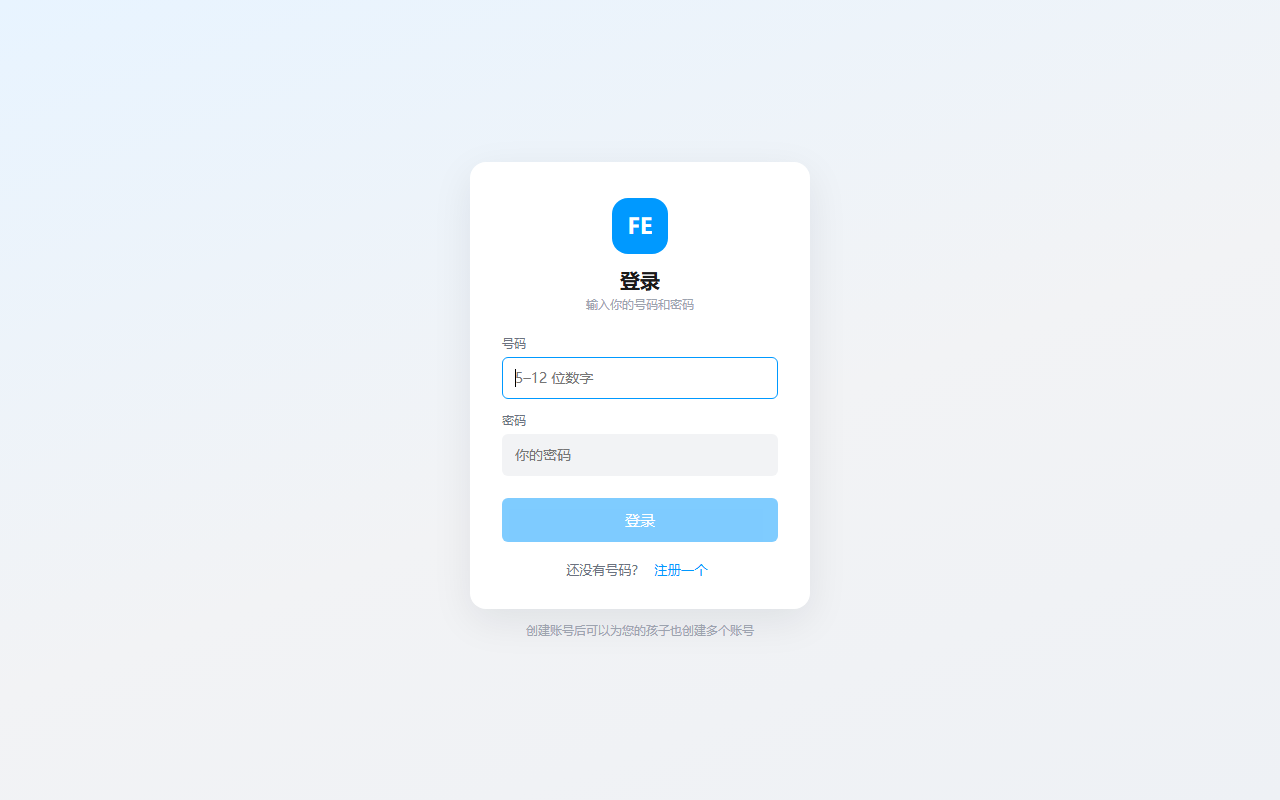 FE
登录
输入你的号码和密码
号码
5–12 位数字
密码
你的密码
登录
还没有号码? 注册一个
创建账号后可以为您的孩子也创建多个账号